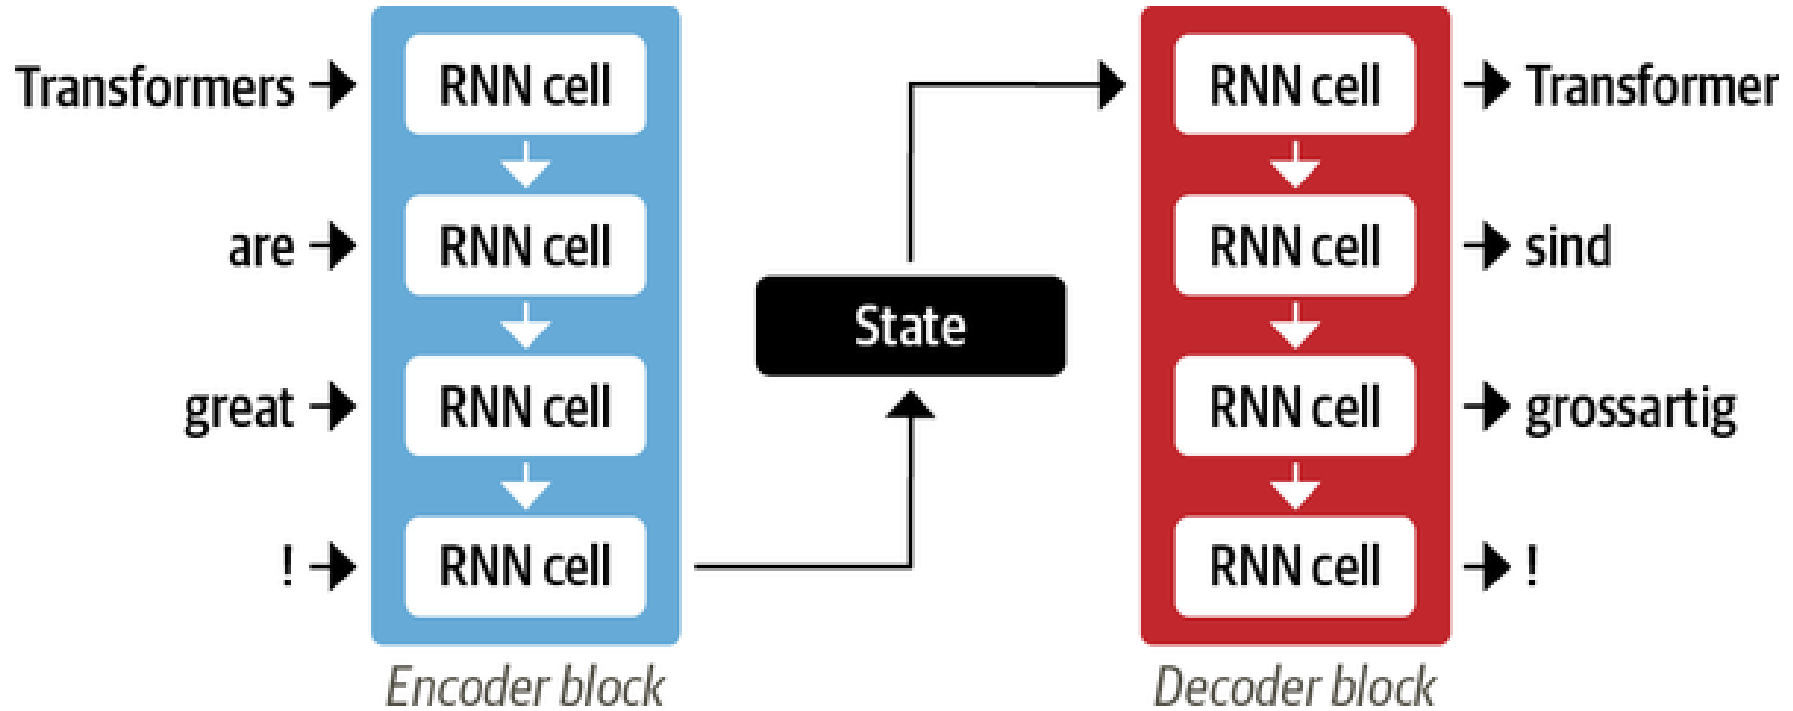 Transformers
RNN cell
RNN cell
Transformer
are
RNN cell
RNN cell
sind
State
great
RNN cell
RNN cell
grossartig
!
RNN cell
RNN cell
!
Encoder block
Decoder block